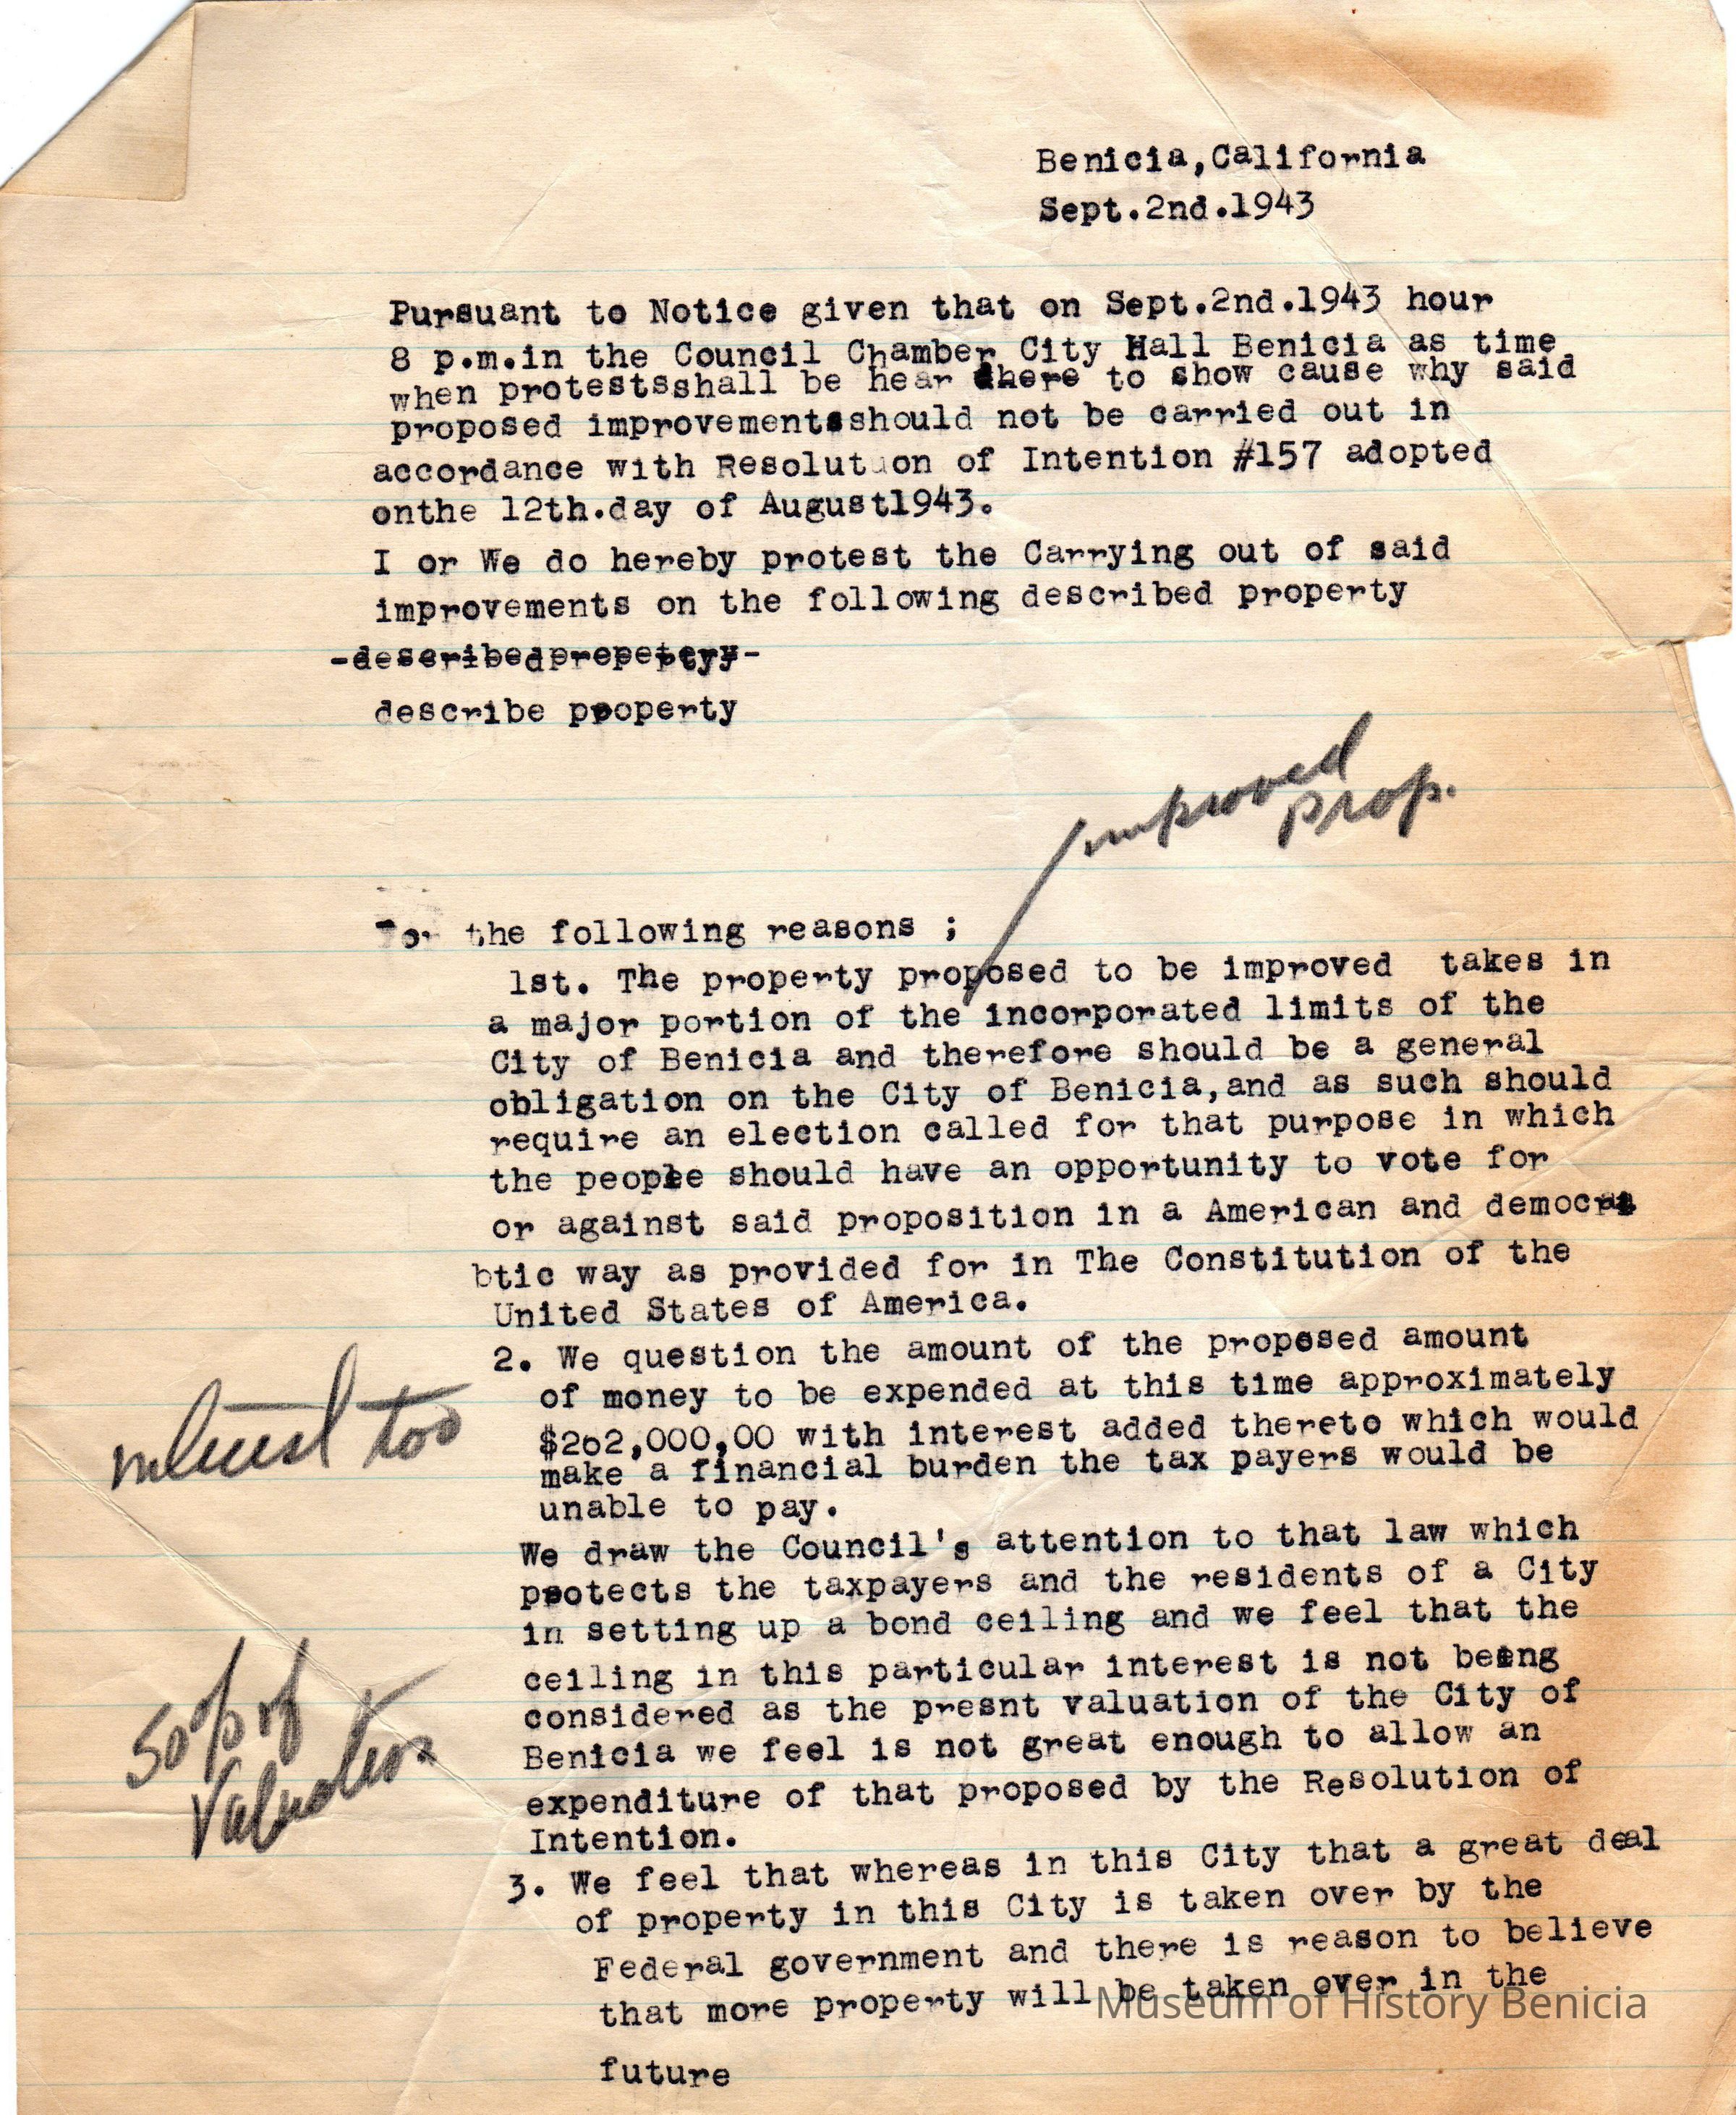 Benicia,California
Sept.2nd.1943
Pursuant to Notice given that on Sept.2nd.1943 hour
8 p.m.in the Council Chamber City Hall Benicia as time
when protestsshall be hear there to show cause why said
proposed improvementsshould not be carried out in
accordance with Resolution of Intention #157 adopted
onthe 12th.day of August1943.
I or We do hereby protest the Carrying out of said
improvements on the following described property
describe property
improved
prop.
For the following reasons ;
1st. The property proposed to be improved takes in
a major portion of the incorporated limits of the
City of Benicia and therefore should be a general
obligation on the City of Benicia,and as such should
require an election called for that purpose in which
the people should have an opportunity to vote for
or against said proposition in a American and democra
btic way as provided for in The Constitution of the
United States of America.
2. We question the amount of the proposed amount
of money to be expended at this time approximately
$262,000,00 with interest added thereto which would
make a financial burden the tax payers would be
unable to pay.
too
We draw the Council's attention to that law which
protects the taxpayers and the residents of a City
in setting up a bond ceiling and we feel that the
ceiling in this particular interest is not being
considered as the presnt valuation of the City of
Benicia we feel is not great enough to allow an
expenditure of that proposed by the Resolution of
Intention.
50% of
Valuation
3. We feel that whereas in this City that a great deal
of property in this City is taken over by the
Federal government and there is reason to believe
that more property will be taken over in the
future
Museum of History Benicia